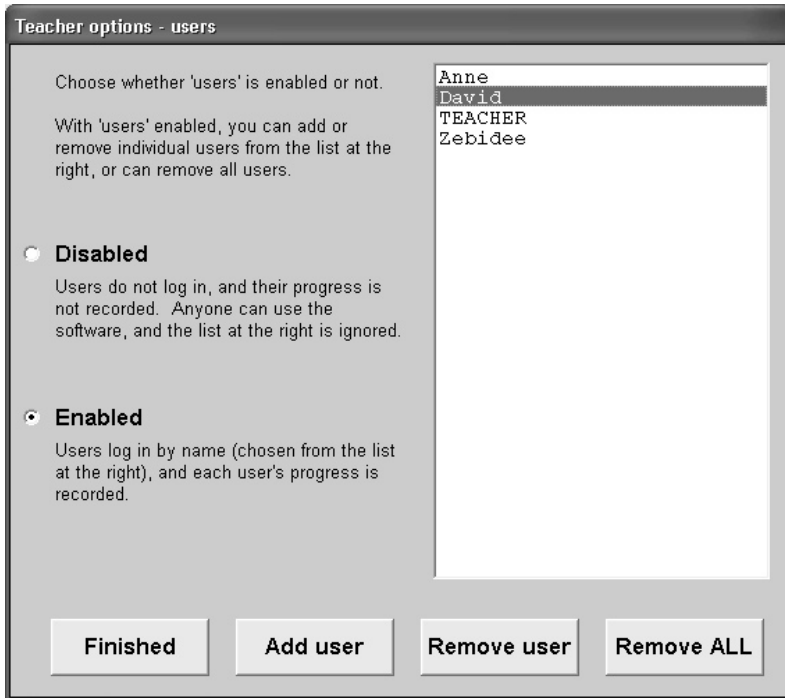 Teacher options - users
Choose whether 'users' is enabled or not.
With 'users' enabled, you can add or
remove individual users from the list at the
right, or can remove all users.
Disabled
Users do not log in, and their progress is
not recorded.  Anyone can use the
software, and the list at the right is ignored.
Enabled
Users log in by name (chosen from the list
at the right), and each user's progress is
recorded.
Anne
David
TEACHER
Zebidee
Finished
Add user
Remove user
Remove ALL